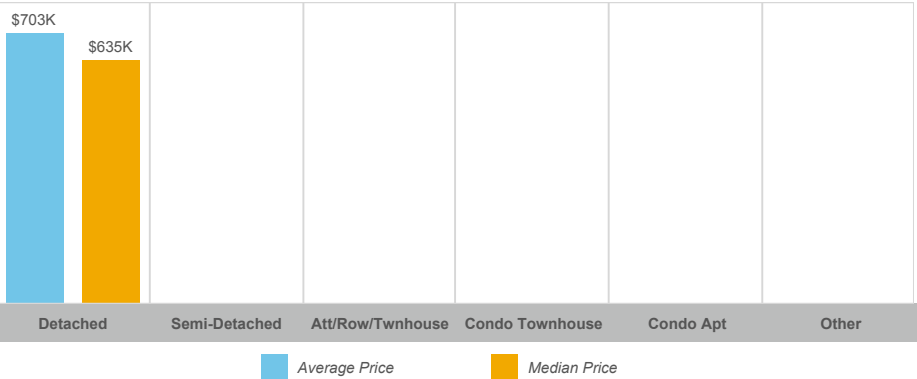 $703K
$635K
Detached Semi-Detached Att/Row/Twnhouse Condo Townhouse Condo Apt Other
Average Price Median Price